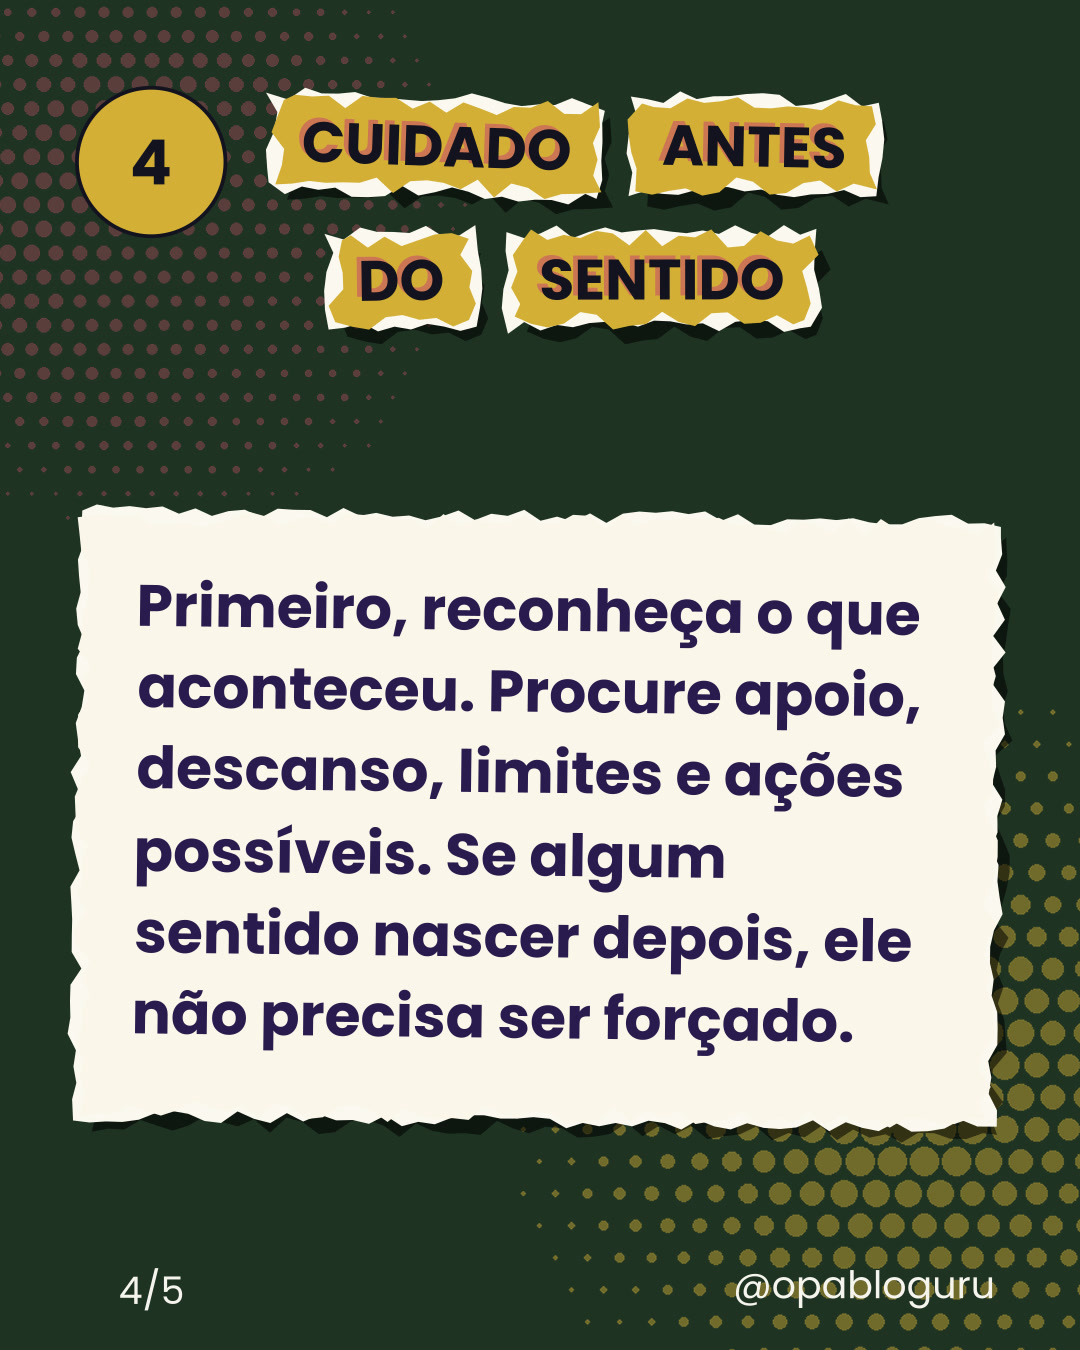 4
CUIDADO ANTES
DO SENTIDO
Primeiro, reconheça o que
aconteceu. Procure apoio,
descanso, limites e ações
possíveis. Se algum
sentido nascer depois, ele
não precisa ser forçado.
4/5
@opabloguru